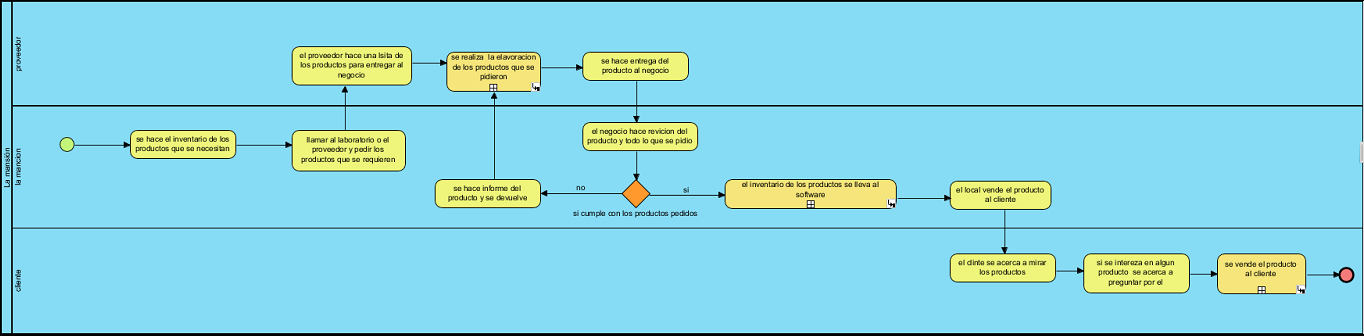 La mansión
proveedor
el proveedor hace una lsita de
los productos para entregar al
negocio
se realiza la elavoracion
de los productos que se
pidieron
se hace entrega del
producto al negocio
la mancion
se hace el inventario de los
productos que se necesitan
llamar al laboratorio o el
proveedor y pedir los
productos que se requieren
el negocio hace revicion del
producto y todo lo que se pidio
se hace informe del
producto y se devuelve
no
si
si cumple con los productos pedidos
el inventario de los productos se lleva al
software
el local vende el producto
al cliente
cliente
el clinte se acerca a mirar
los productos
si se intereza en algun
producto se acerca a
preguntar por el
se vende el producto
al cliente